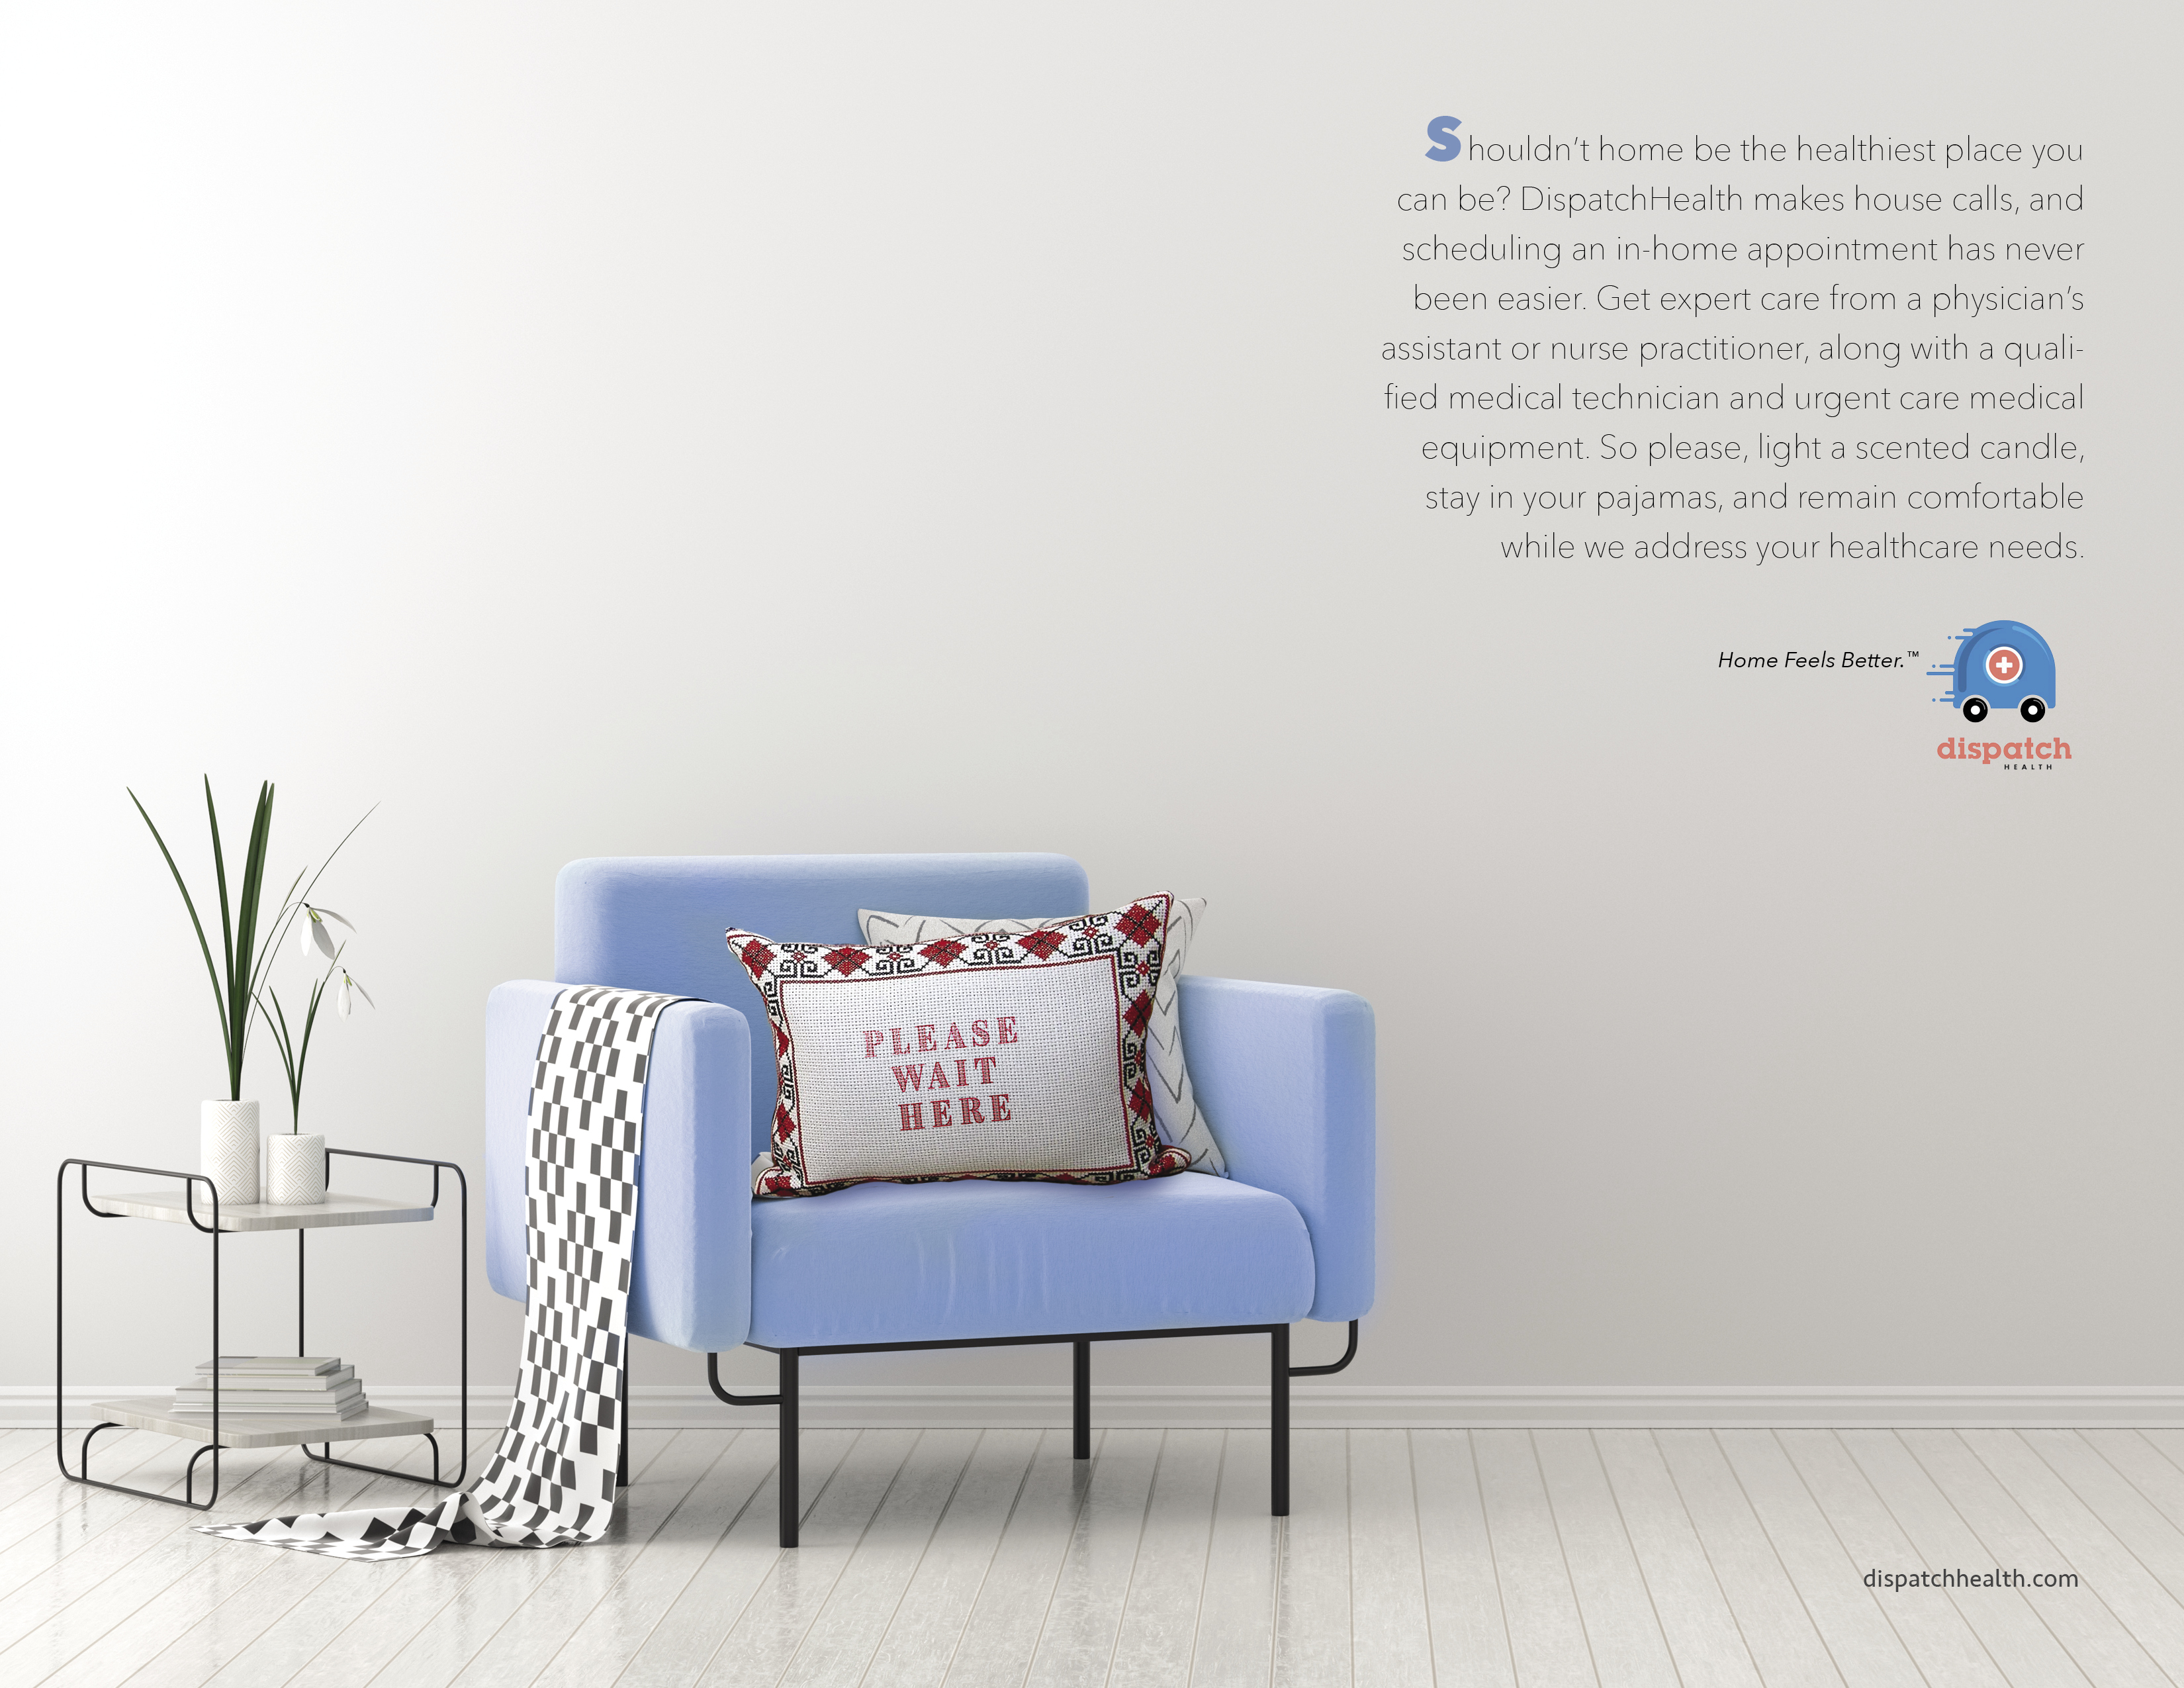 Shouldn't home be the healthiest place you
can be? DispatchHealth makes house calls, and
scheduling an in-home appointment has never
been easier. Get expert care from a physician's
assistant or nurse practitioner, along with a quali-
fied medical technician and urgent care medical
equipment. So please, light a scented candle,
stay in your pajamas, and remain comfortable
while we address your healthcare needs.
Home Feels Better.™
dispatch
HEALTH
PLEASE
WAIT
HERE
dispatchhealth.com